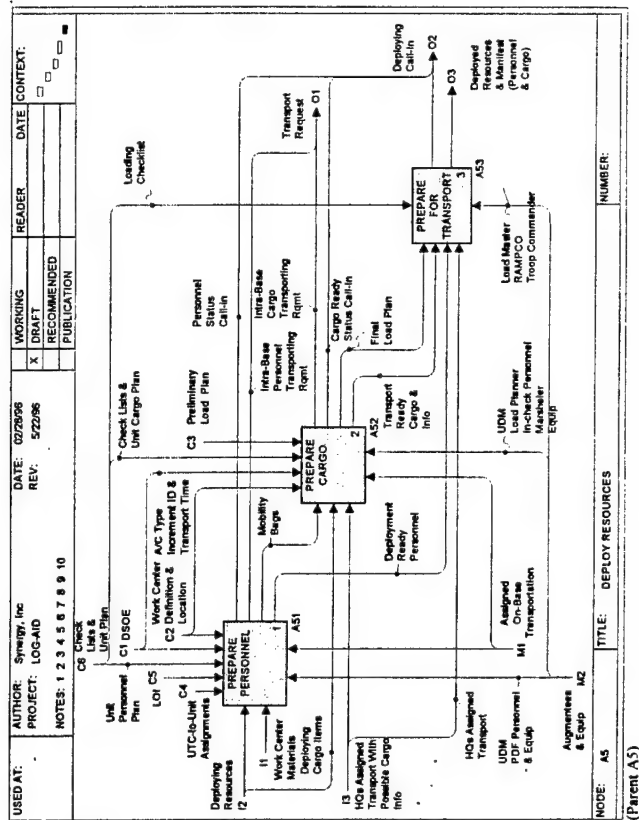 USED AT:
AUTHOR: Synergy, Inc
PROJECT: LOG-AID
NOTES: 1 2 3 4 5 6 7 8 9 10
DATE: 02/28/96
REV: 5/22/96
WORKING
X DRAFT
RECOMMENDED
PUBLICATION
READER
DATE
CONTEXT:
C6 Check
Lists &
Unit Plan
Unit
Personnel
Plan
C1 DSOE
LOI C5
C4
UTC-to-Unit
Assignments
Work Center
C2 Definition &
Location
A/C Type
Increment ID &
Transport Time
Check Lists &
Unit Cargo Plan
C3 Preliminary
Load Plan
Loading
Checklist
Deploying
Resources
I2
I1
Work Center
Materials
Deploying
Cargo Items
I3
HQs Assigned
Transport With
Possible Cargo
Info
PREPARE
PERSONNEL
1
A51
Personnel
Status
Call-In
Intra-Base
Personnel
Transporting
Rqmt
Intra-Base
Cargo
Transporting
Rqmt
Transport
Request
O1
Mobility
Bags
PREPARE
CARGO
2
A52
Cargo Ready
Status Call-In
Final
Load Plan
Transport
Ready
Cargo &
Info
Deployment
Ready
Personnel
PREPARE
FOR
TRANSPORT
3
A53
Deploying
Call-In
O2
O3
Deployed
Resources
& Manifest
(Personnel
& Cargo)
HQs Assigned
Transport
UDM
PDF Personnel
& Equip
M1
Assigned
On-Base
Transportation
Augmentees
& Equip
M2
UDM
Load Planner
In-check Personnel
Marshaler
Equip
Load Master
RAMPCO
Troop Commander
NODE: A5
TITLE: DEPLOY RESOURCES
NUMBER:
(Parent A5)